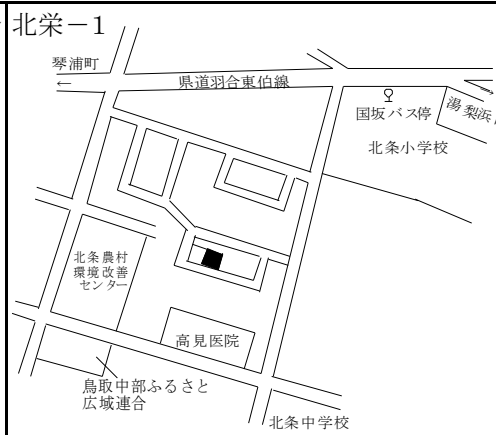 北栄－1
琴浦町
←
県道羽合東伯線
国坂バス停
湯梨浜
北条小学校
北条農村
環境改善
センター
高見医院
鳥取中部ふるさと
広域連合
北条中学校